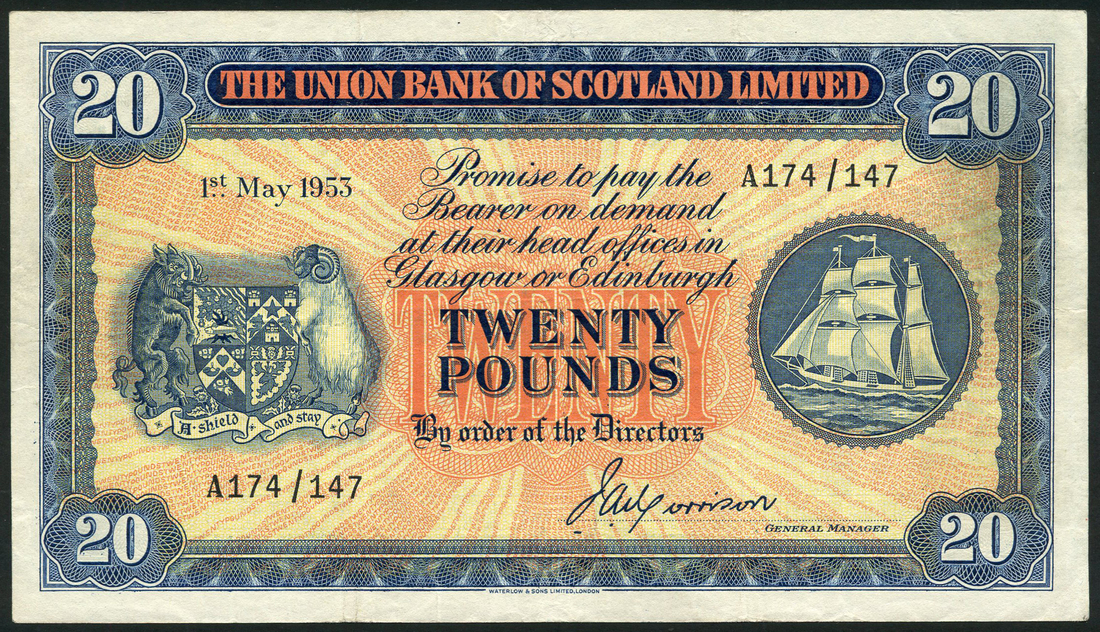 20 THE UNION BANK OF SCOTLAND LIMITED 20
1st May 1953
Promise to pay the
Bearer on demand
at their head offices in
Glasgow or Edinburgh
A174/147
TWENTY
TWENTY
POUNDS
By order of the Directors
A·shield and stay
A174/147
J A Morrison
GENERAL MANAGER
20 20
WATERLOW & SONS LIMITED, LONDON